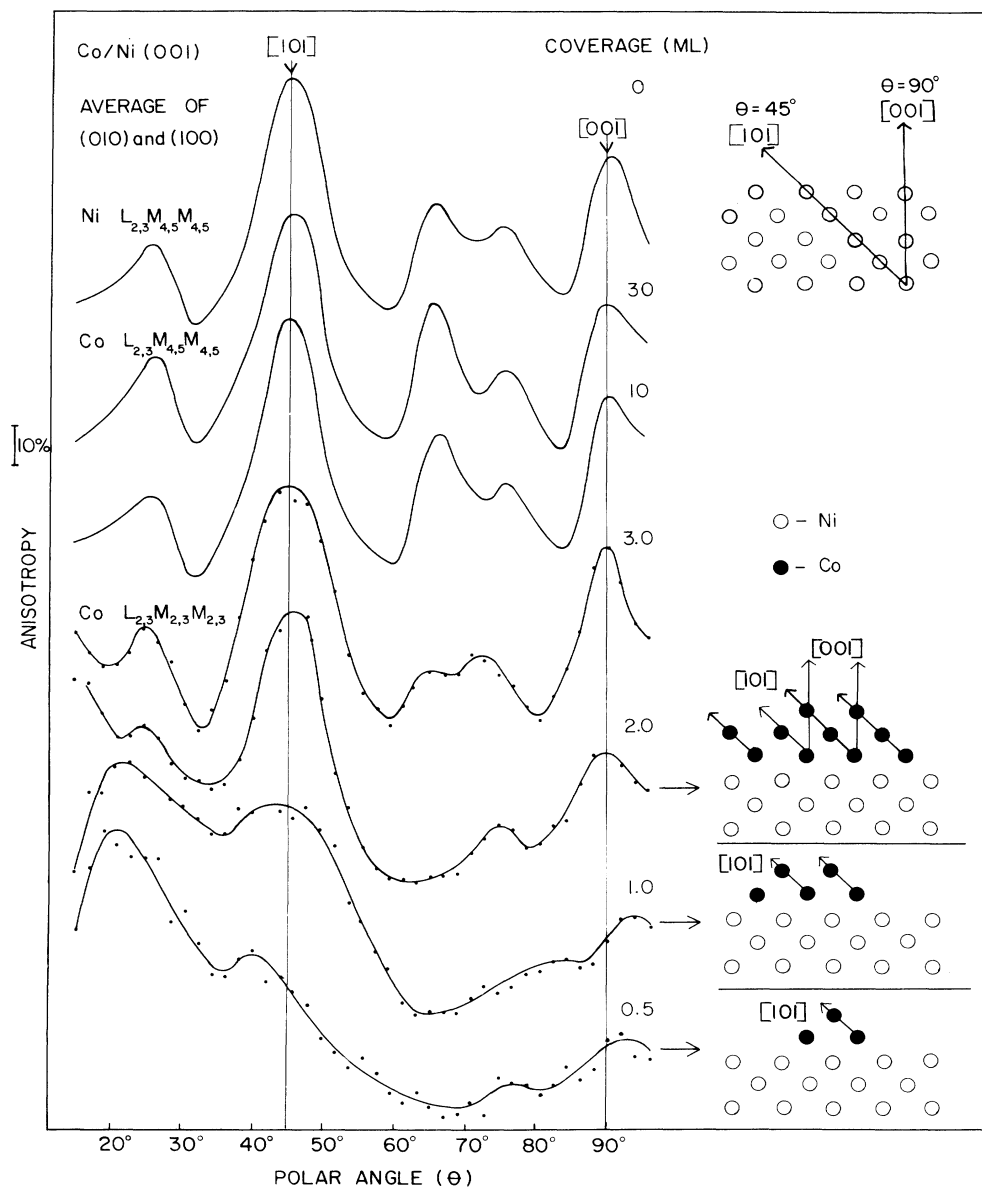 Co/Ni (001)
AVERAGE OF
(010) and (100)
[101]
COVERAGE (ML)
0
[001]
θ=45°
[101]
θ=90°
[001]
Ni L2,3M4,5M4,5
30
Co L2,3M4,5M4,5
10
10%
○ - Ni
3.0
● - Co
ANISOTROPY
Co L2,3M2,3M2,3
[001]
[101]
2.0
[101]
1.0
[101]
0.5
20° 30° 40° 50° 60° 70° 80° 90°
POLAR ANGLE (θ)